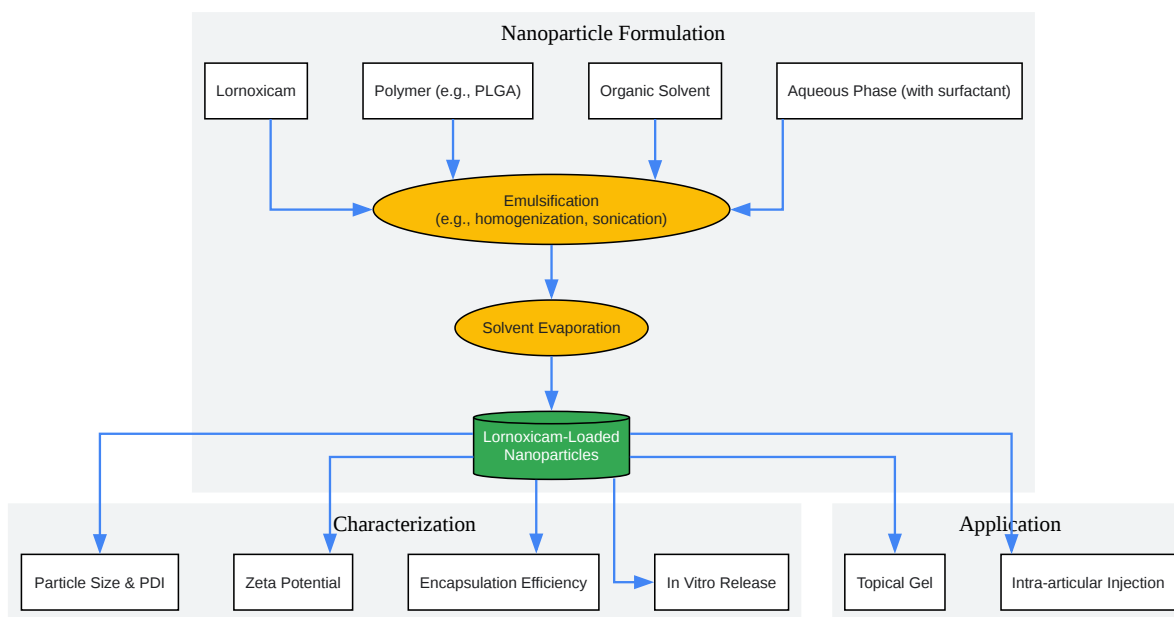 Nanoparticle Formulation
Lornoxicam
Polymer (e.g., PLGA)
Organic Solvent
Aqueous Phase (with surfactant)
Emulsification
(e.g., homogenization, sonication)
Solvent Evaporation
Lornoxicam-Loaded
Nanoparticles
Characterization
Application
Particle Size & PDI
Zeta Potential
Encapsulation Efficiency
In Vitro Release
Topical Gel
Intra-articular Injection